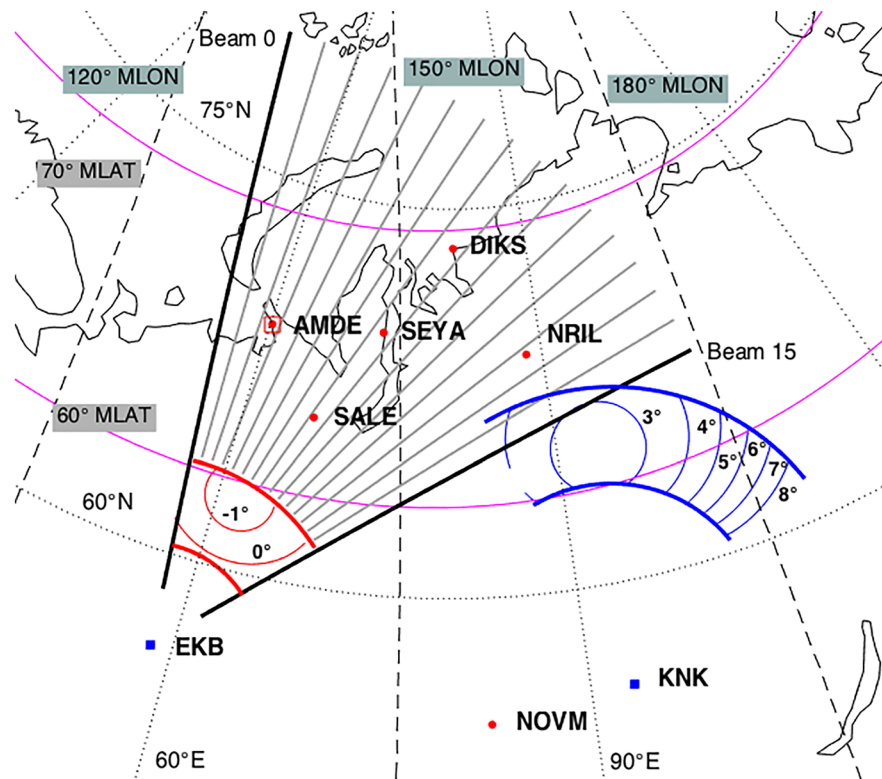 Beam 0
120° MLON
150° MLON
180° MLON
75°N
70° MLAT
DIKS
AMDE
SEYA
NRIL
Beam 15
60° MLAT
SALE
3°
4°
5°
6°
7°
8°
60°N
-1°
0°
EKB
KNK
NOVM
60°E
90°E